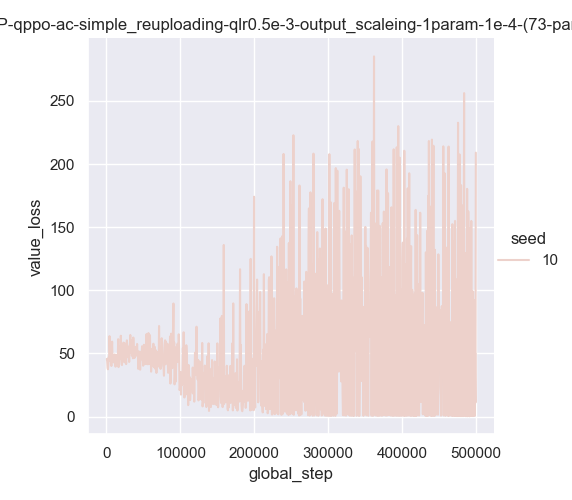 P-qppo-ac-simple_reuploading-qlr0.5e-3-output_scaleing-1param-1e-4-(73-par
250
200
150
100
50
0
value_loss
0 100000 200000 300000 400000 500000
global_step
seed
10